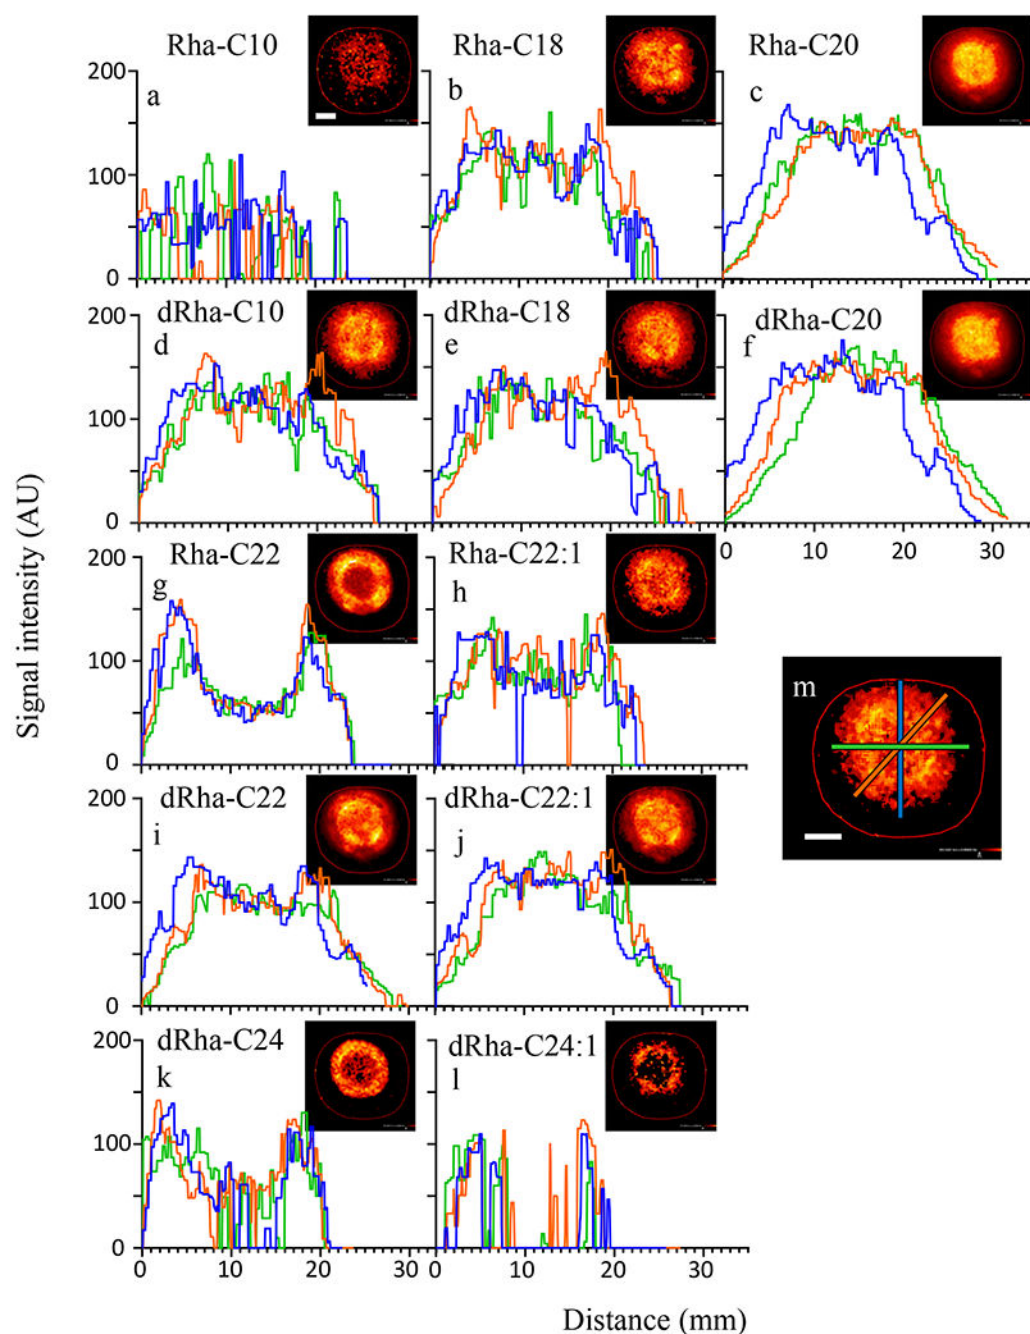 Rha-C10 Rha-C18 Rha-C20
200 a b c
100
0
dRha-C10 dRha-C18 dRha-C20
200 d e f
100
0
0 10 20 30
Rha-C22 Rha-C22:1
200 g h
100
0
m
dRha-C22 dRha-C22:1
200 i j
100
0
dRha-C24 dRha-C24:1
200 k l
100
0
0 10 20 30 0 10 20 30
Signal intensity (AU)
Distance (mm)